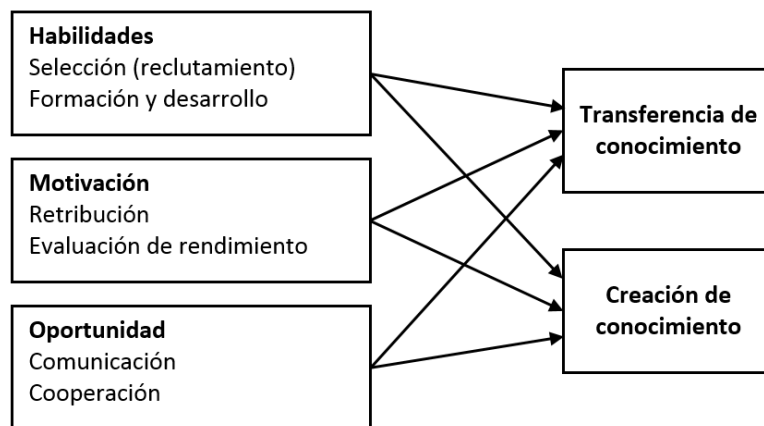 Habilidades
Selección (reclutamiento)
Formación y desarrollo
Motivación
Retribución
Evaluación de rendimiento
Oportunidad
Comunicación
Cooperación
Transferencia de
conocimiento
Creación de
conocimiento